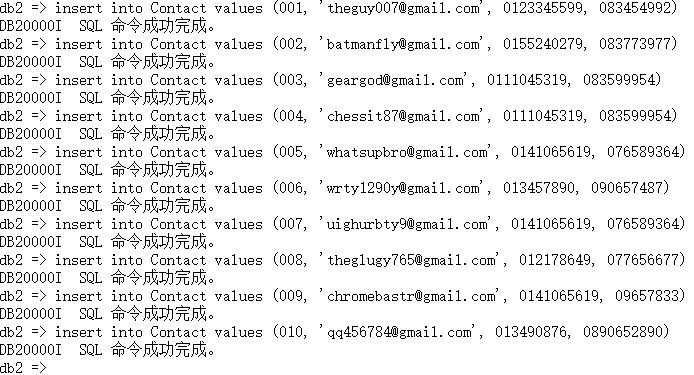 db2 => insert into Contact values (001, 'theguy007@gmail.com', 0123345599, 083454992)
DB20000I  SQL 命令成功完成。
db2 => insert into Contact values (002, 'batmanfly@gmail.com', 0155240279, 083773977)
DB20000I  SQL 命令成功完成。
db2 => insert into Contact values (003, 'geargod@gmail.com', 0111045319, 083599954)
DB20000I  SQL 命令成功完成。
db2 => insert into Contact values (004, 'chessit87@gmail.com', 0111045319, 083599954)
DB20000I  SQL 命令成功完成。
db2 => insert into Contact values (005, 'whatsupbro@gmail.com', 0141065619, 076589364)
DB20000I  SQL 命令成功完成。
db2 => insert into Contact values (006, 'wrty1290y@gmail.com', 013457890, 090657487)
DB20000I  SQL 命令成功完成。
db2 => insert into Contact values (007, 'uighurbty9@gmail.com', 0141065619, 076589364)
DB20000I  SQL 命令成功完成。
db2 => insert into Contact values (008, 'theglugy765@gmail.com', 012178649, 077656677)
DB20000I  SQL 命令成功完成。
db2 => insert into Contact values (009, 'chromebastr@gmail.com', 0141065619, 09657833)
DB20000I  SQL 命令成功完成。
db2 => insert into Contact values (010, 'qq456784@gmail.com', 013490876, 0890652890)
DB20000I  SQL 命令成功完成。
db2 =>